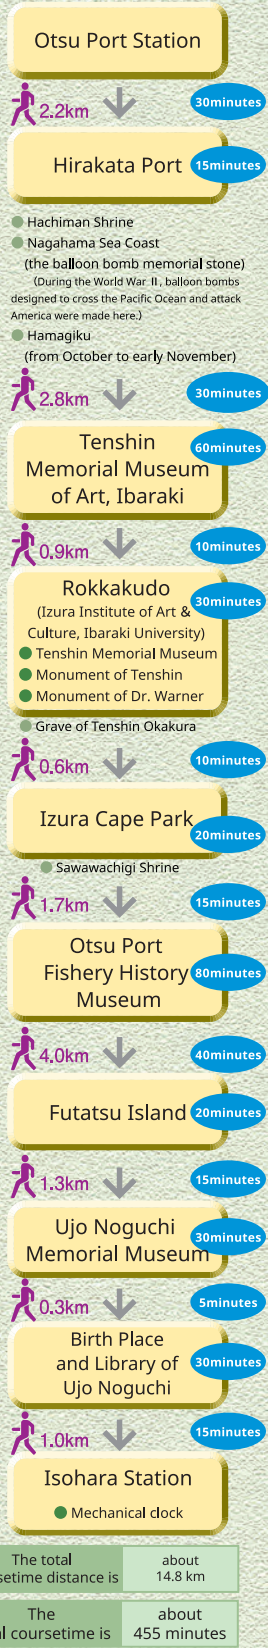 Otsu Port Station
2.2km
30minutes
Hirakata Port
15minutes
Hachiman Shrine
Nagahama Sea Coast
(the balloon bomb memorial stone)
(During the World War Ⅱ, balloon bombs
designed to cross the Pacific Ocean and attack
America were made here.)
Hamagiku
(from October to early November)
2.8km
30minutes
Tenshin
Memorial Museum
of Art, Ibaraki
60minutes
0.9km
10minutes
Rokkakudo
30minutes
(Izura Institute of Art &
Culture, Ibaraki University)
Tenshin Memorial Museum
Monument of Tenshin
Monument of Dr. Warner
Grave of Tenshin Okakura
0.6km
10minutes
Izura Cape Park
20minutes
Sawawachigi Shrine
1.7km
15minutes
Otsu Port
Fishery History
Museum
80minutes
4.0km
40minutes
Futatsu Island
20minutes
1.3km
15minutes
Ujo Noguchi
Memorial Museum
30minutes
0.3km
5minutes
Birth Place
and Library of
Ujo Noguchi
30minutes
1.0km
15minutes
Isohara Station
Mechanical clock
The total
setime distance is
about
14.8 km
The
al coursetime is
about
455 minutes